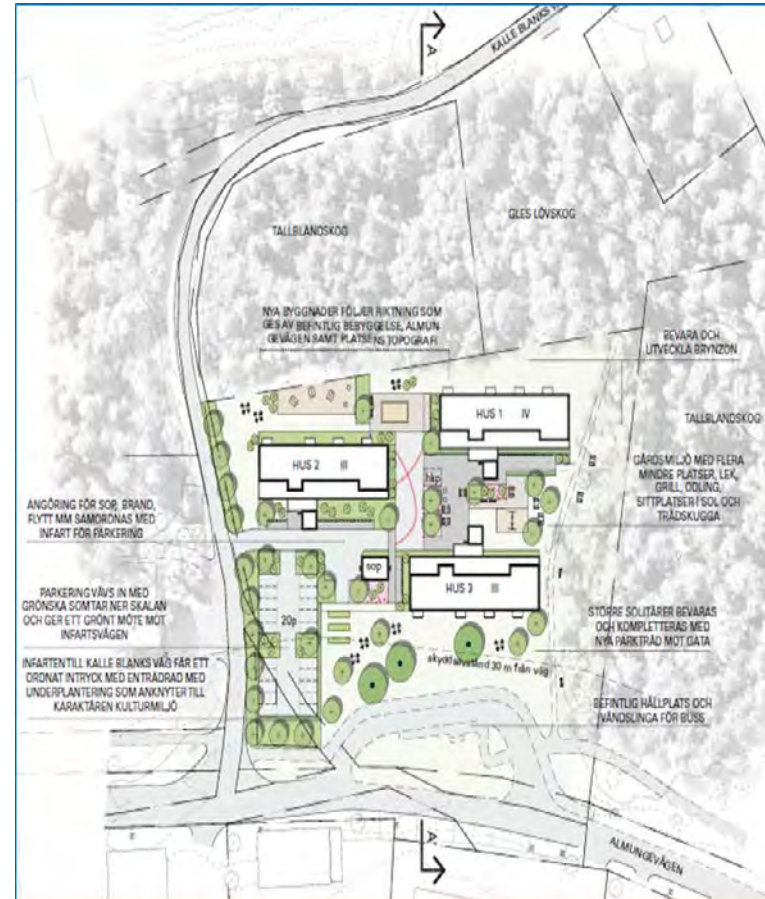 A
KALLE BLANKS V
TALLBLANDSKOG
GLES LÖVSKOG
NYA BYGGNADER FÖLJER RIKTNING SOM
GES AV BEFINTLIG BEBYGGELSE, ALMUN-
GEVÄGEN SAMT PLATSENS TOPOGRAFI
BEVARA OCH
UTVECKLA BRYNZON
TALLBLANDSKOG
HUS 1 IV
HUS 2 III
hkp
GÅRDSMILJÖ MED FLERA
MINDRE PLATSER, LEK,
GRILL, ODLING,
SITTPLATSER I SOL OCH
TRÄDSKUGGA
ANGÖRING FÖR SOP, BRAND,
FLYTT MM SAMORDNAS MED
INFART FÖR PARKERING
sop
HUS 3 III
PARKERING VÄVS IN MED
GRÖNSKA SOM TAR NER SKALAN
OCH GER ETT GRÖNT MÖTE MOT
INFARTSVÄGEN
20p
STÖRRE SOLITÄRER BEVARAS
OCH KOMPLETTERAS MED
NYA PARKTRÄD MOT GATA
INFARTEN TILL KALLE BLANKS VÄG FÅR ETT
ORDNAT INTRYCK MED ENTRÉTRÄD MED
UNDERPLANTERING SOM ANKNYTER TILL
KARAKTÄREN KULTURMILJÖ
skyddsavstånd 30 m från väg
BEFINTLIG HÅLLPLATS OCH
VÄNDSLINGA FÖR BUSS
ALMUNGEVÄGEN
A